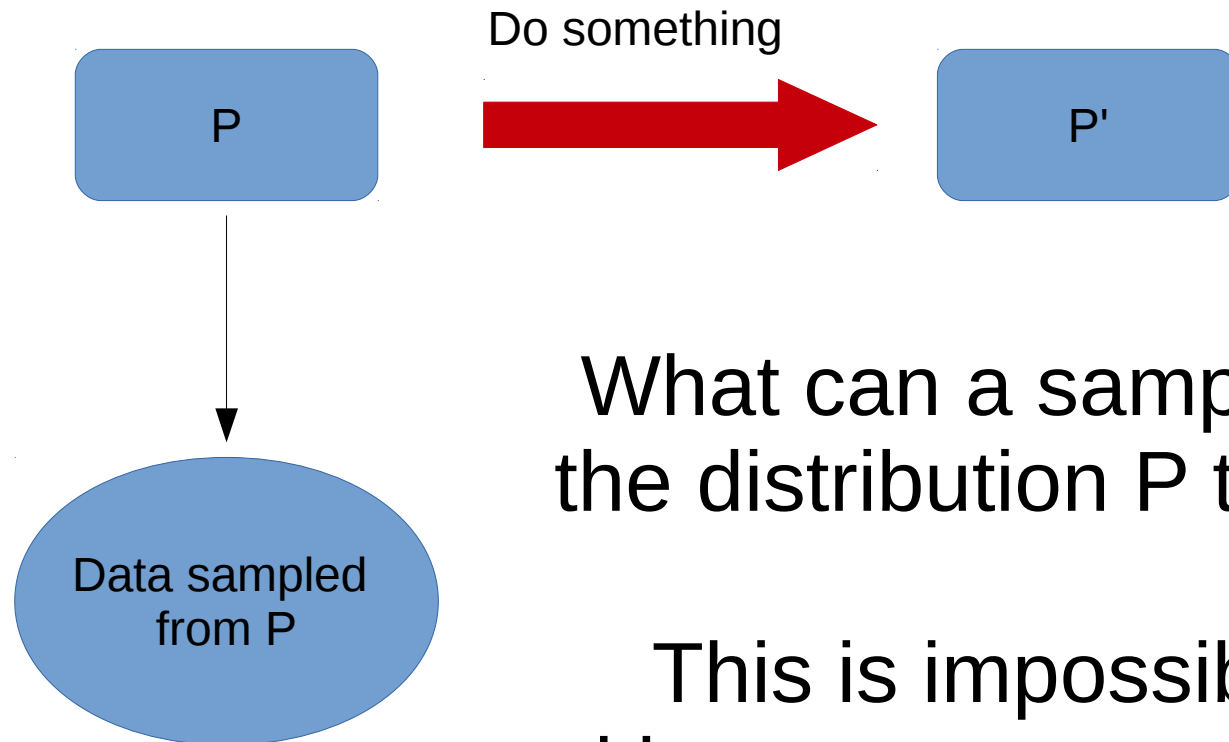 Do something
P
P'
What can a samp
the distribution P t
Data sampled
from P
This is impossib